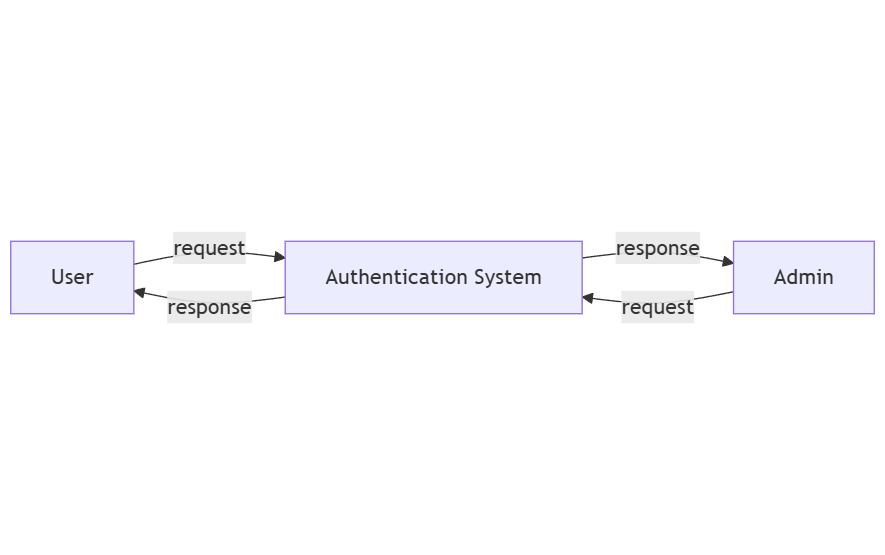 request
response
User
Authentication System
Admin
response
request